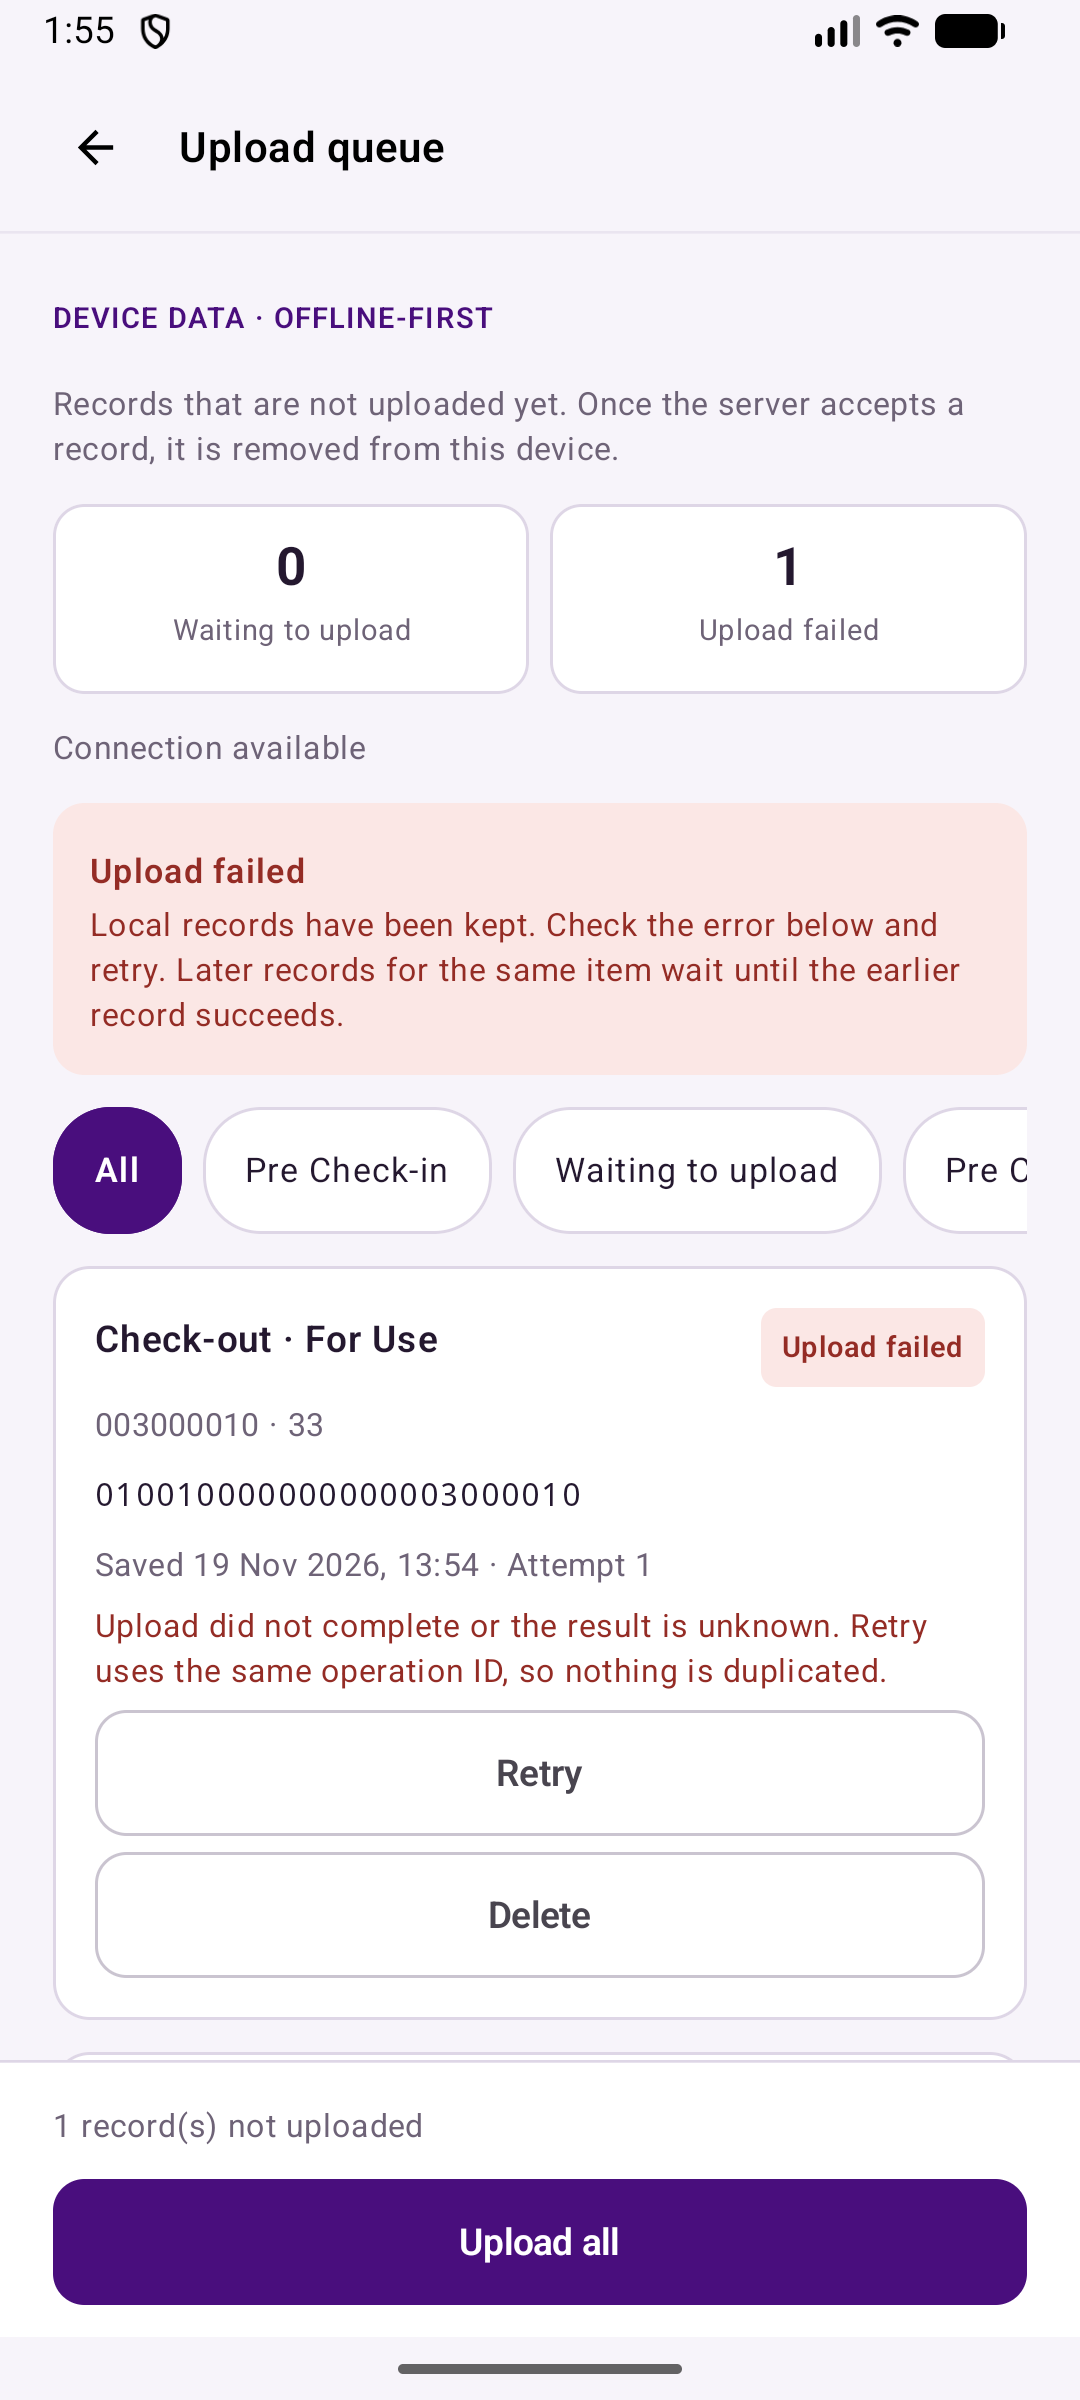 1:55
Upload queue
DEVICE DATA · OFFLINE-FIRST
Records that are not uploaded yet. Once the server accepts a
record, it is removed from this device.
0
Waiting to upload
1
Upload failed
Connection available
Upload failed
Local records have been kept. Check the error below and
retry. Later records for the same item wait until the earlier
record succeeds.
All
Pre Check-in
Waiting to upload
Pre C
Check-out · For Use
Upload failed
003000010 · 33
010010000000000003000010
Saved 19 Nov 2026, 13:54 · Attempt 1
Upload did not complete or the result is unknown. Retry
uses the same operation ID, so nothing is duplicated.
Retry
Delete
1 record(s) not uploaded
Upload all